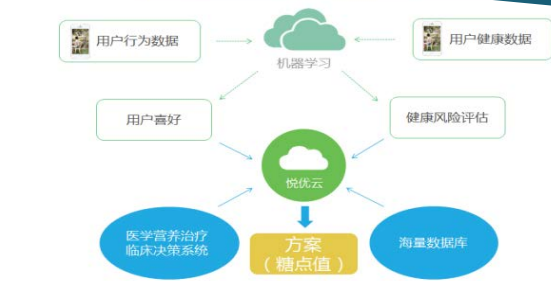 用户行为数据
用户健康数据
机器学习
用户喜好
健康风险评估
悦优云
医学营养治疗
临床决策系统
方案
（糖点值）
海量数据库